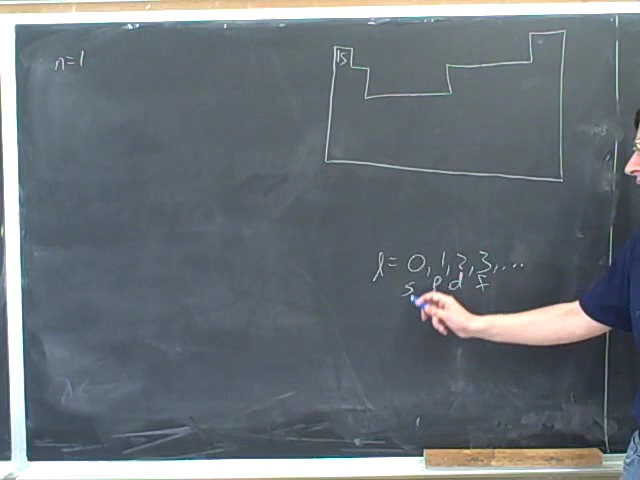 n=1
1s
l= 0, 1, 2, 3, ...
s p d f